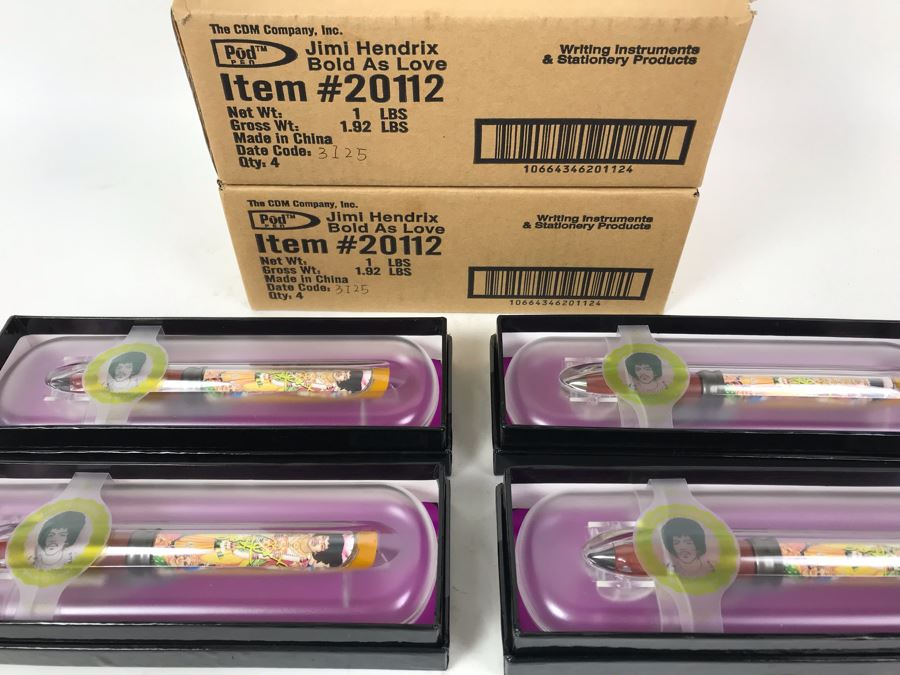 The CDM Company, Inc.
Pod™ PEN
Jimi Hendrix
Bold As Love
Writing Instruments
& Stationery Products
Item #20112
Net Wt: 1 LBS
Gross Wt: 1.92 LBS
Made in China
Date Code: 3125
Qty: 4
10664346201124
The CDM Company, Inc.
Pod™ PEN
Jimi Hendrix
Bold As Love
Writing Instruments
& Stationery Products
Item #20112
Net Wt: 1 LBS
Gross Wt: 1.92 LBS
Made in China
Date Code: 3125
Qty: 4
10664346201124